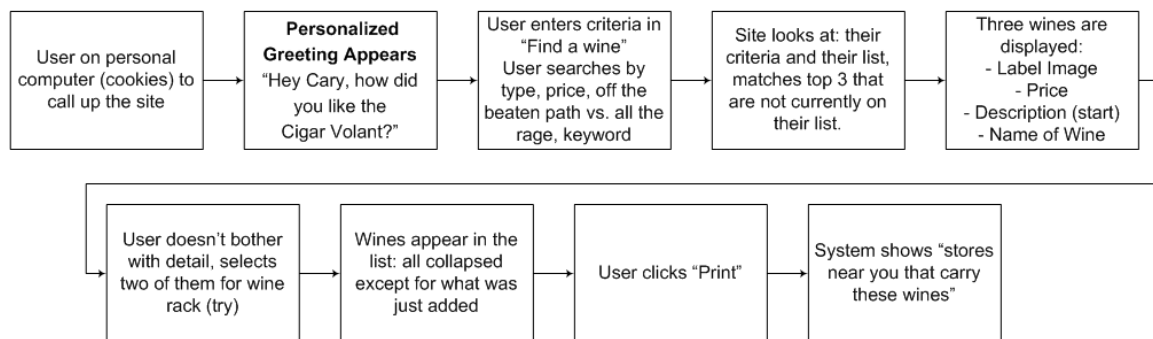 User on personal
computer (cookies) to
call up the site
Personalized
Greeting Appears
“Hey Cary, how did
you like the
Cigar Volant?”
User enters criteria in
“Find a wine”
User searches by
type, price, off the
beaten path vs. all the
rage, keyword
Site looks at: their
criteria and their list,
matches top 3 that
are not currently on
their list.
Three wines are
displayed:
- Label Image
- Price
- Description (start)
- Name of Wine
User doesn’t bother
with detail, selects
two of them for wine
rack (try)
Wines appear in the
list: all collapsed
except for what was
just added
User clicks “Print”
System shows “stores
near you that carry
these wines”